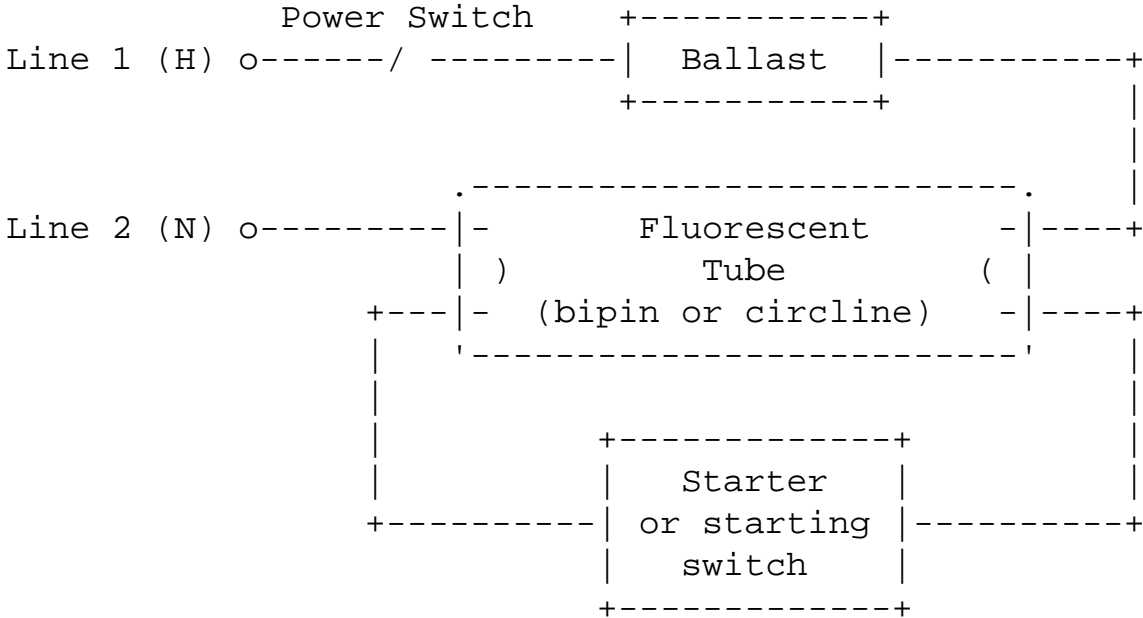 Power Switch
Line 1 (H) Ballast
Line 2 (N) Fluorescent
Tube
(bipin or circline)
Starter
or starting
switch